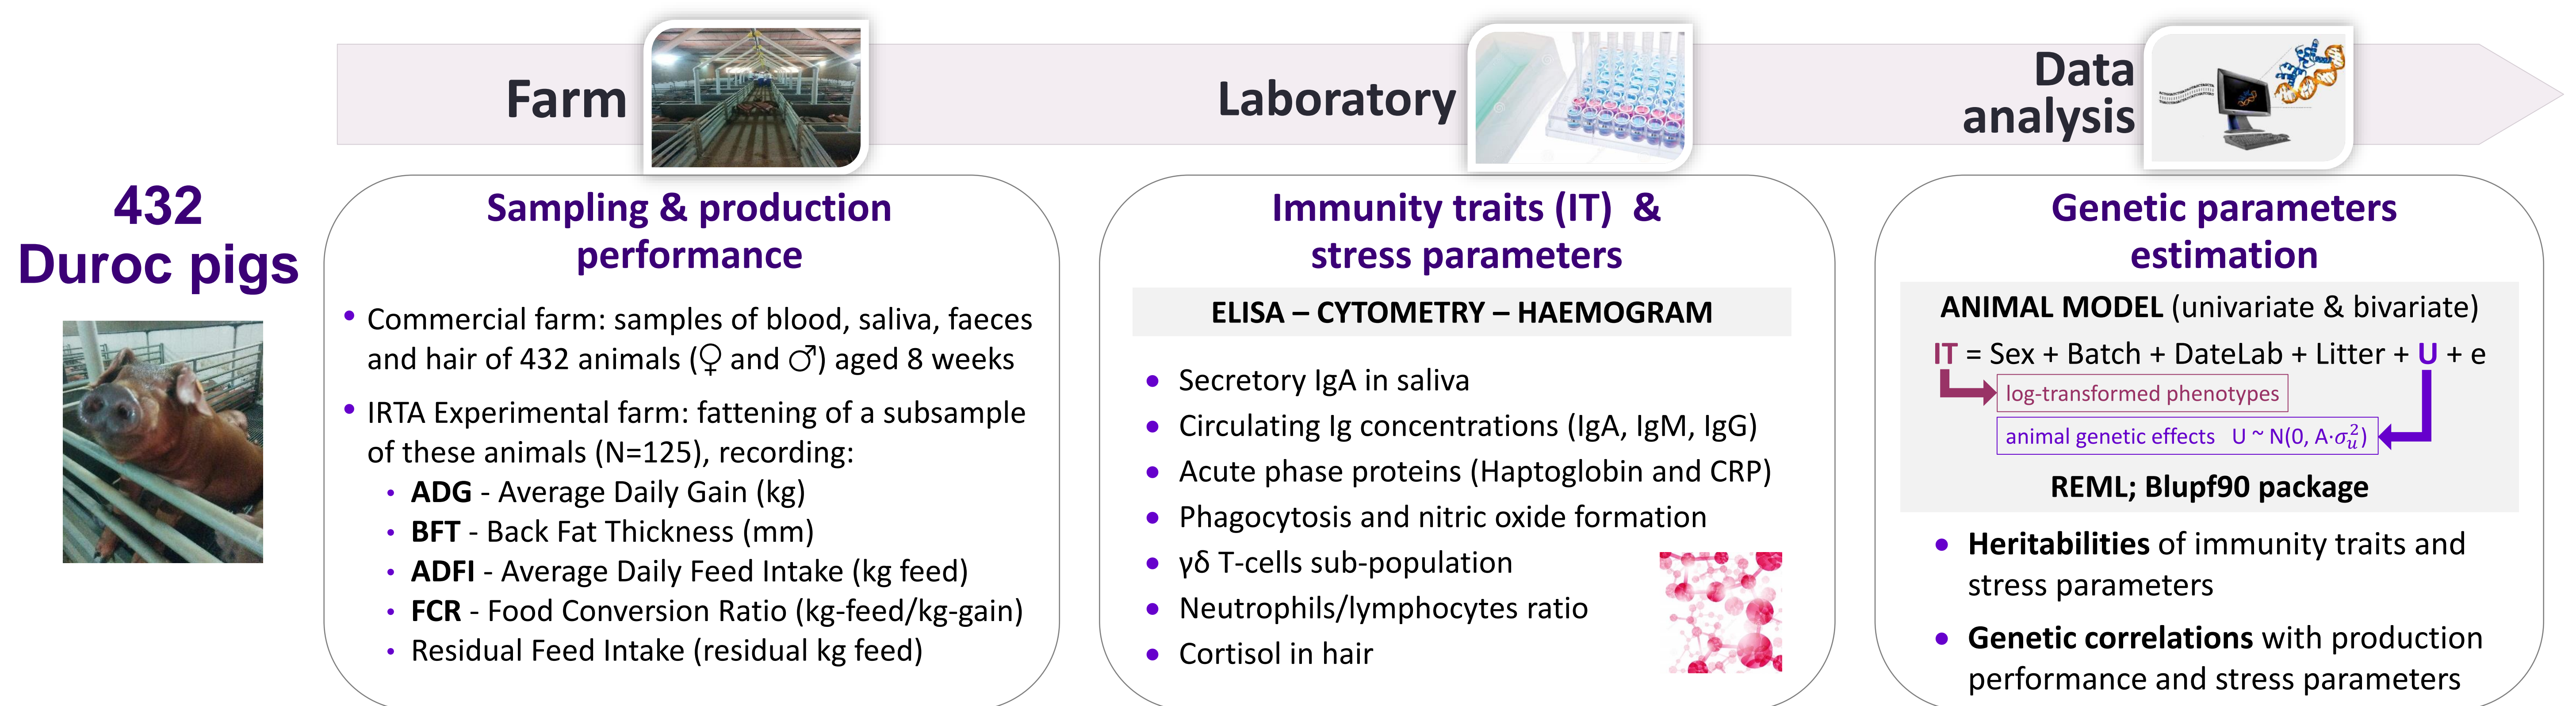 Farm
Laboratory
Data
analysis
432
Duroc pigs
Sampling & production
performance
• Commercial farm: samples of blood, saliva, faeces
and hair of 432 animals (♀ and ♂) aged 8 weeks
• IRTA Experimental farm: fattening of a subsample
of these animals (N=125), recording:
• ADG - Average Daily Gain (kg)
• BFT - Back Fat Thickness (mm)
• ADFI - Average Daily Feed Intake (kg feed)
• FCR - Food Conversion Ratio (kg-feed/kg-gain)
• Residual Feed Intake (residual kg feed)
Immunity traits (IT) &
stress parameters
ELISA – CYTOMETRY – HAEMOGRAM
• Secretory IgA in saliva
• Circulating Ig concentrations (IgA, IgM, IgG)
• Acute phase proteins (Haptoglobin and CRP)
• Phagocytosis and nitric oxide formation
• γδ T-cells sub-population
• Neutrophils/lymphocytes ratio
• Cortisol in hair
Genetic parameters
estimation
ANIMAL MODEL (univariate & bivariate)
IT = Sex + Batch + DateLab + Litter + U + e
log-transformed phenotypes
animal genetic effects U ~ N(0, A·σ²ᵤ)
REML; Blupf90 package
• Heritabilities of immunity traits and
stress parameters
• Genetic correlations with production
performance and stress parameters